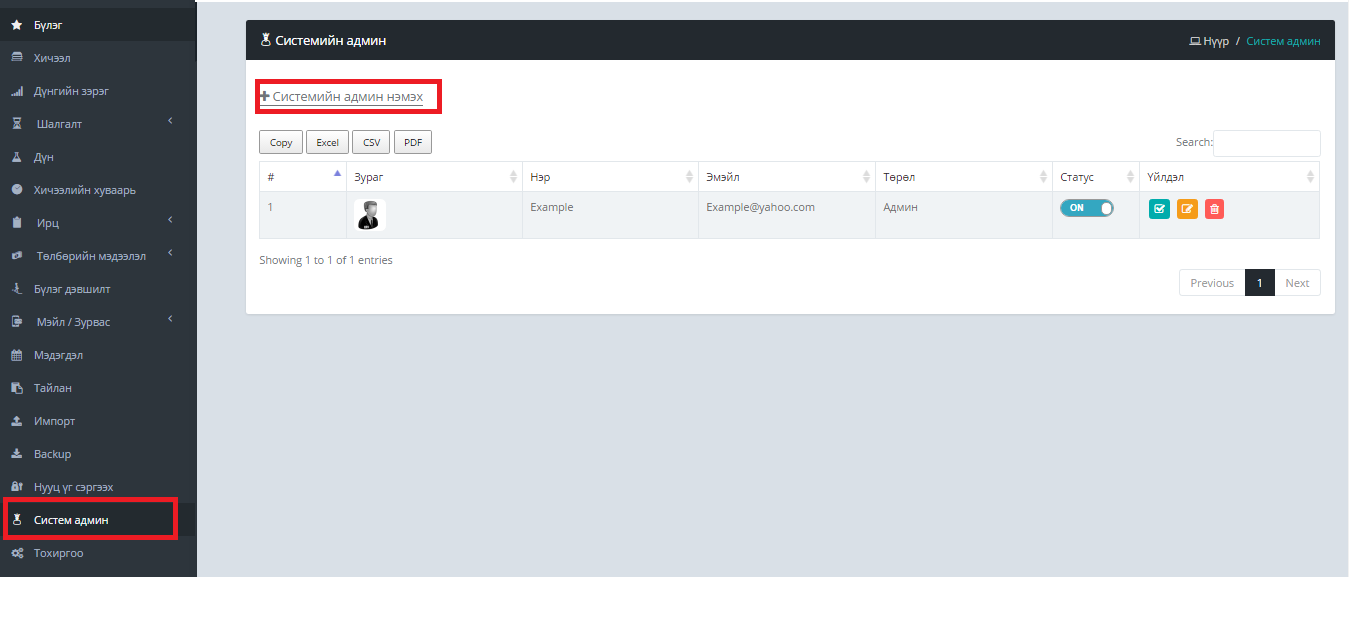 Бүлэг
Хичээл
Дүнгийн зэрэг
Шалгалт
Дүн
Хичээлийн хуваарь
Ирц
Төлбөрийн мэдээлэл
Бүлэг дэвшилт
Мэйл / Зурвас
Мэдэгдэл
Тайлан
Импорт
Backup
Нууц үг сэргээх
Систем админ
Тохиргоо
Системийн админ
Нүүр / Систем админ
Системийн админ нэмэх
Copy Excel CSV PDF
Search:
# Зураг Нэр Эмэйл Төрөл Статус Үйлдэл
1 Example Example@yahoo.com Админ ON
Showing 1 to 1 of 1 entries
Previous 1 Next